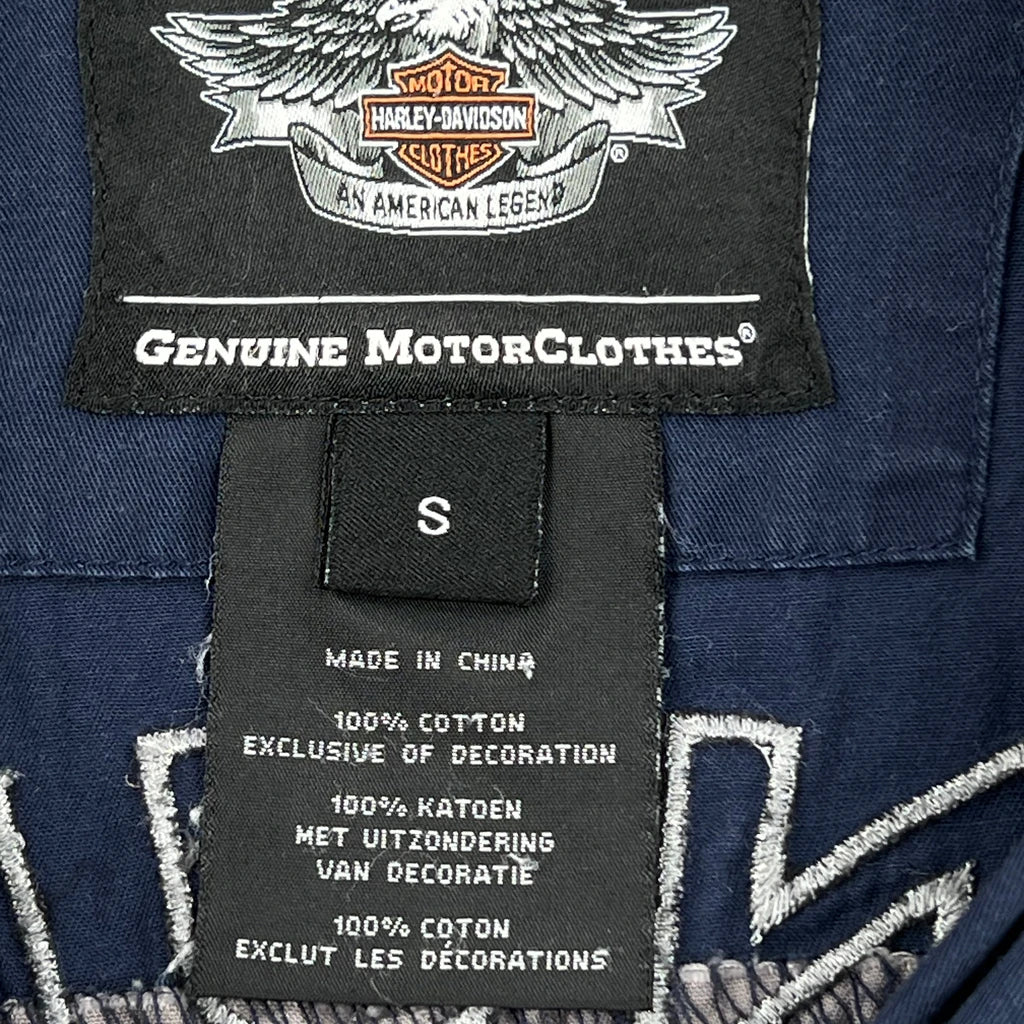 MOTOR
HARLEY-DAVIDSON
CLOTHES
®
AN AMERICAN LEGEND
GENUINE MOTORCLOTHES®
S
MADE IN CHINA
100% COTTON
EXCLUSIVE OF DECORATION
100% KATOEN
MET UITZONDERING
VAN DECORATIE
100% COTON
EXCLUT LES DÉCORATIONS